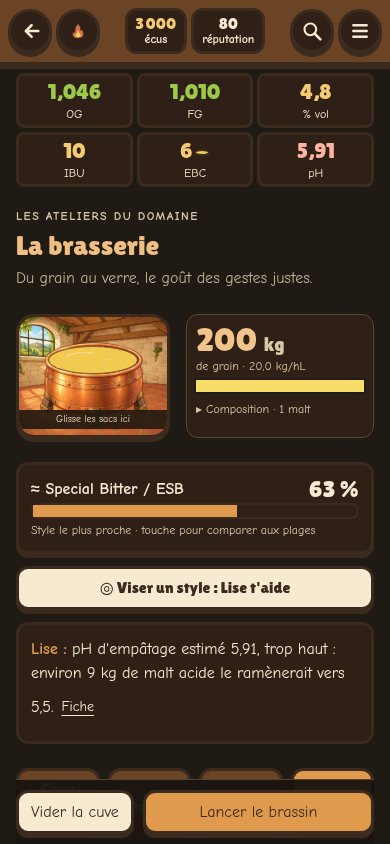 3 000
écus
80
réputation
1,046
OG
1,010
FG
4,8
% vol
10
IBU
6
EBC
5,91
pH
LES ATELIERS DU DOMAINE
La brasserie
Du grain au verre, le goût des gestes justes.
Glisse les sacs ici
200 kg
de grain · 20,0 kg/hL
▸ Composition · 1 malt
≈ Special Bitter / ESB
63 %
Style le plus proche · touche pour comparer aux plages
◎ Viser un style : Lise t'aide
Lise : pH d'empâtage estimé 5,91, trop haut :
environ 9 kg de malt acide le ramènerait vers
5,5. Fiche
Vider la cuve
Lancer le brassin